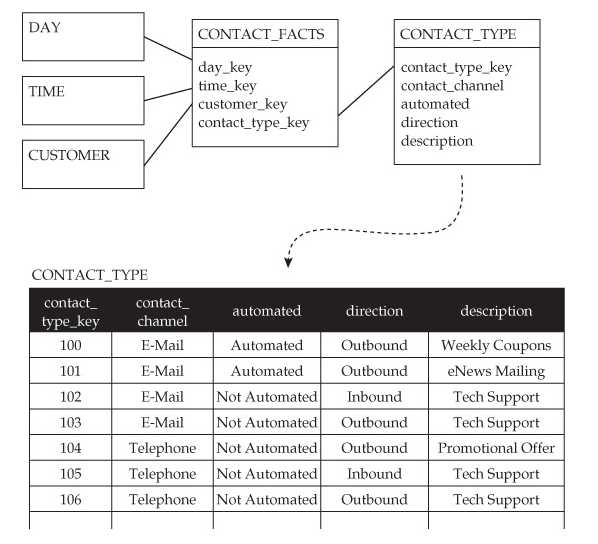 DAY
TIME
CUSTOMER
CONTACT_FACTS
day_key
time_key
customer_key
contact_type_key
CONTACT_TYPE
contact_type_key
contact_channel
automated
direction
description
CONTACT_TYPE
contact_
type_key contact_
channel automated direction description
100 E-Mail Automated Outbound Weekly Coupons
101 E-Mail Automated Outbound eNews Mailing
102 E-Mail Not Automated Inbound Tech Support
103 E-Mail Not Automated Outbound Tech Support
104 Telephone Not Automated Outbound Promotional Offer
105 Telephone Not Automated Inbound Tech Support
106 Telephone Not Automated Outbound Tech Support